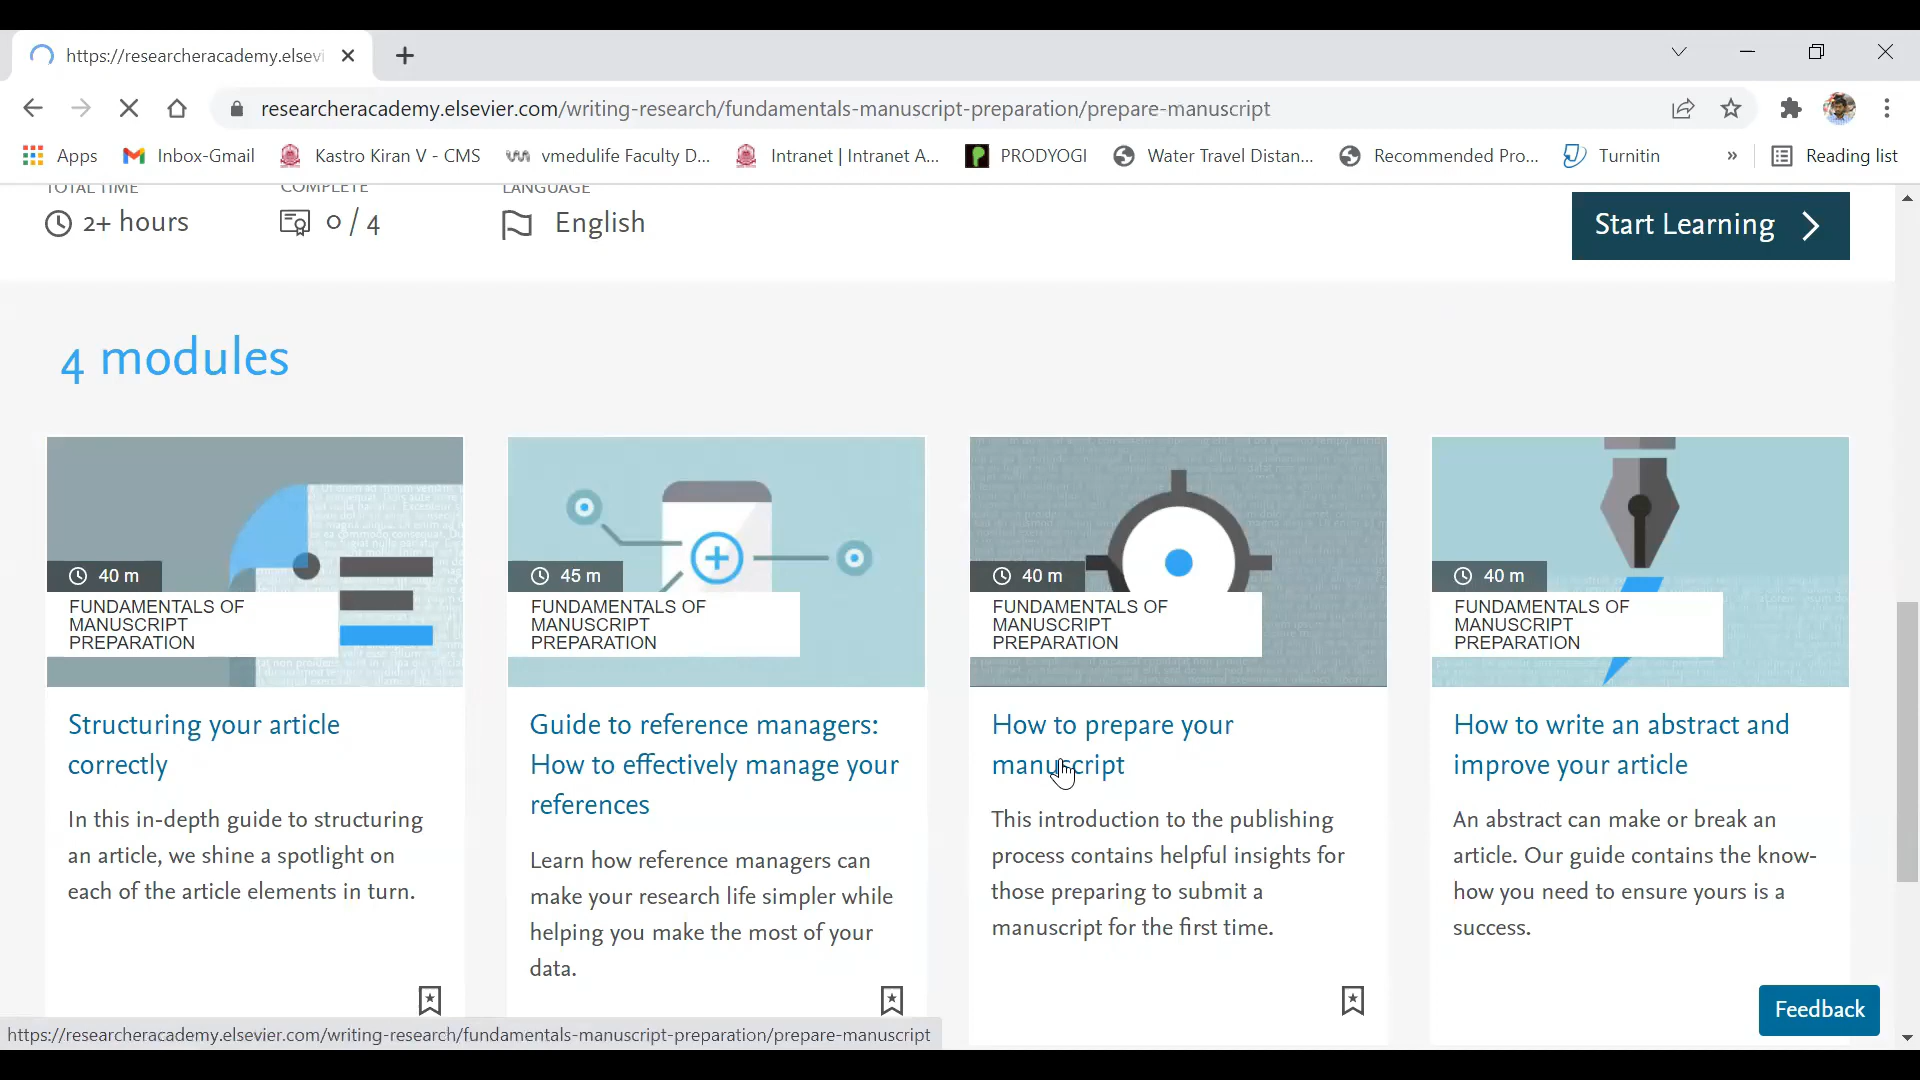 https://researcheracademy.elsevi
researcheracademy.elsevier.com/writing-research/fundamentals-manuscript-preparation/prepare-manuscript
Apps Inbox-Gmail Kastro Kiran V - CMS vmedulife Faculty D... Intranet | Intranet A... PRODYOGI Water Travel Distan... Recommended Pro... Turnitin » Reading list
TOTAL TIME COMPLETE LANGUAGE
2+ hours 0 / 4 English
Start Learning
4 modules
40 m
FUNDAMENTALS OF
MANUSCRIPT
PREPARATION
Structuring your article
correctly
In this in-depth guide to structuring
an article, we shine a spotlight on
each of the article elements in turn.
45 m
FUNDAMENTALS OF
MANUSCRIPT
PREPARATION
Guide to reference managers:
How to effectively manage your
references
Learn how reference managers can
make your research life simpler while
helping you make the most of your
data.
40 m
FUNDAMENTALS OF
MANUSCRIPT
PREPARATION
How to prepare your
manuscript
This introduction to the publishing
process contains helpful insights for
those preparing to submit a
manuscript for the first time.
40 m
FUNDAMENTALS OF
MANUSCRIPT
PREPARATION
How to write an abstract and
improve your article
An abstract can make or break an
article. Our guide contains the know-
how you need to ensure yours is a
success.
Feedback
https://researcheracademy.elsevier.com/writing-research/fundamentals-manuscript-preparation/prepare-manuscript